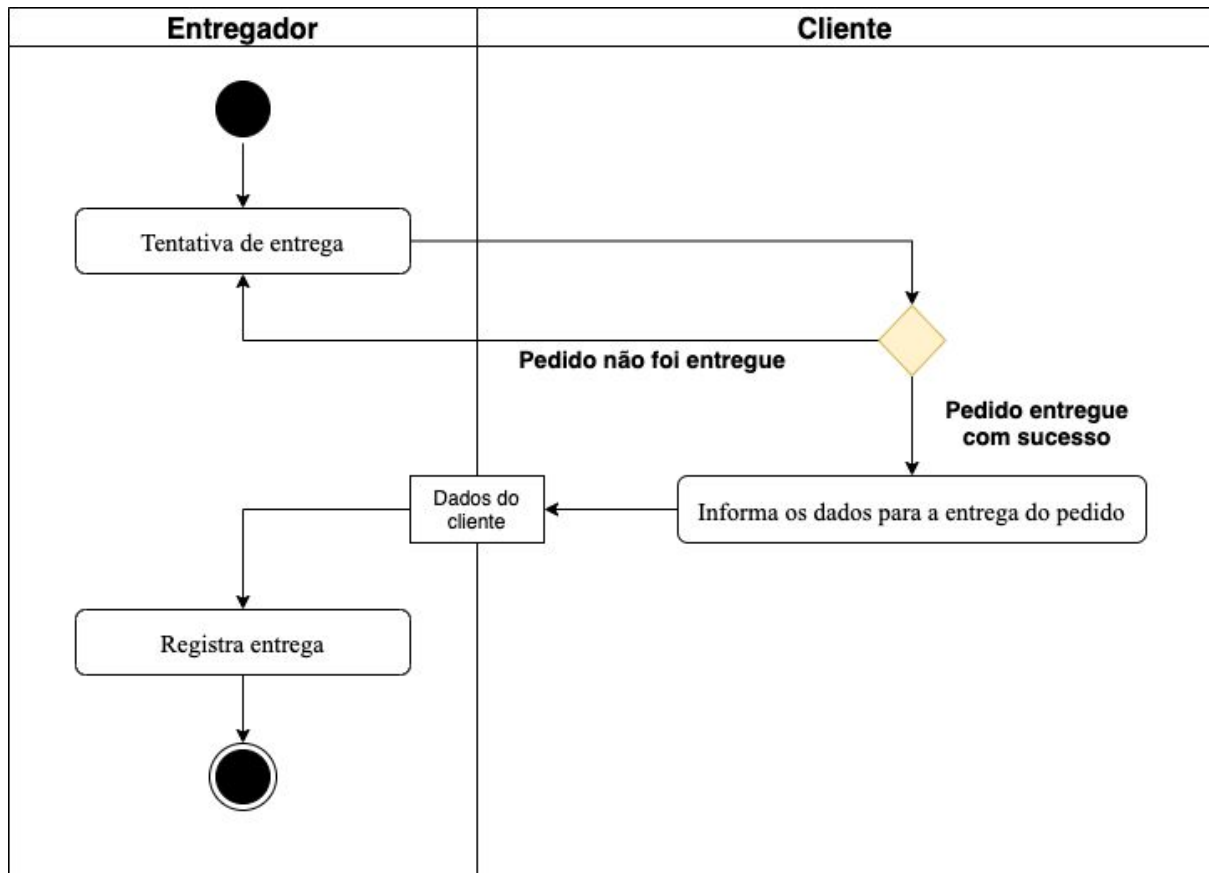 Entregador
Cliente
Tentativa de entrega
Pedido não foi entregue
Pedido entregue
com sucesso
Dados do
cliente
Informa os dados para a entrega do pedido
Registra entrega